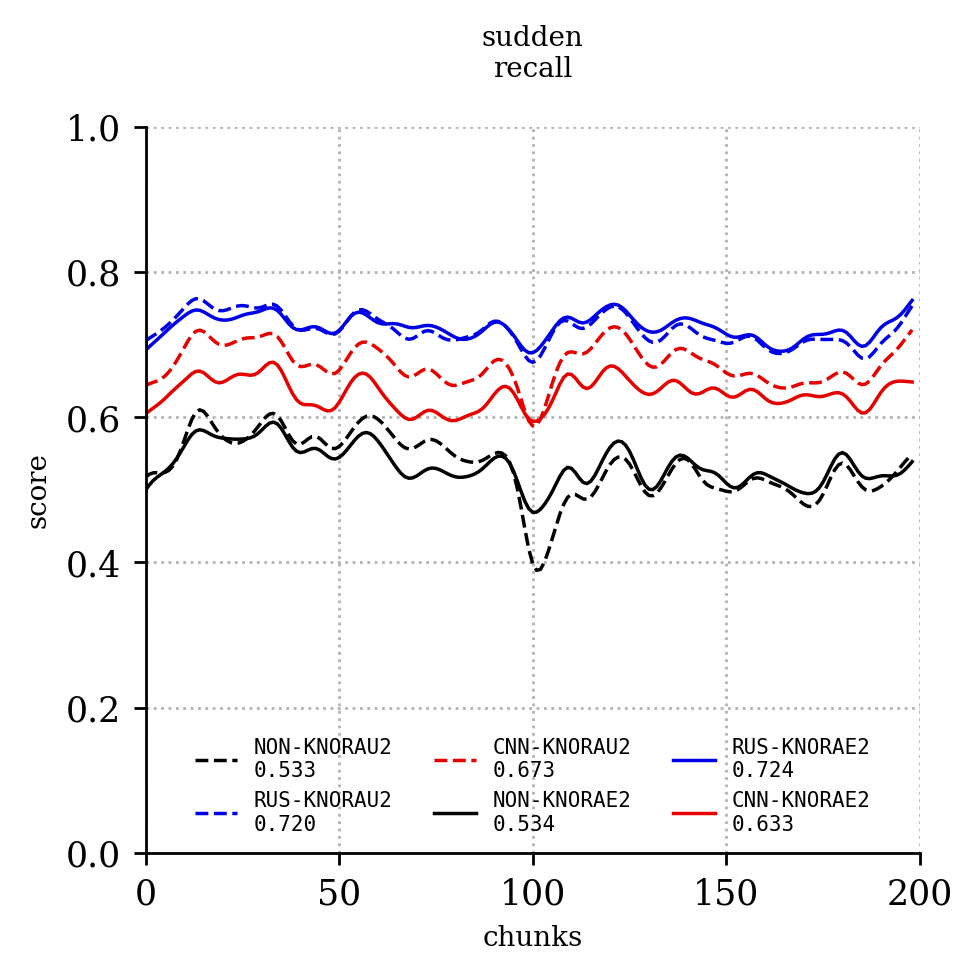 sudden
recall
1.0
0.8
0.6
0.4
0.2
0.0
score
NON-KNORAU2
0.533
RUS-KNORAU2
0.720
CNN-KNORAU2
0.673
NON-KNORAE2
0.534
RUS-KNORAE2
0.724
CNN-KNORAE2
0.633
0 50 100 150 200
chunks